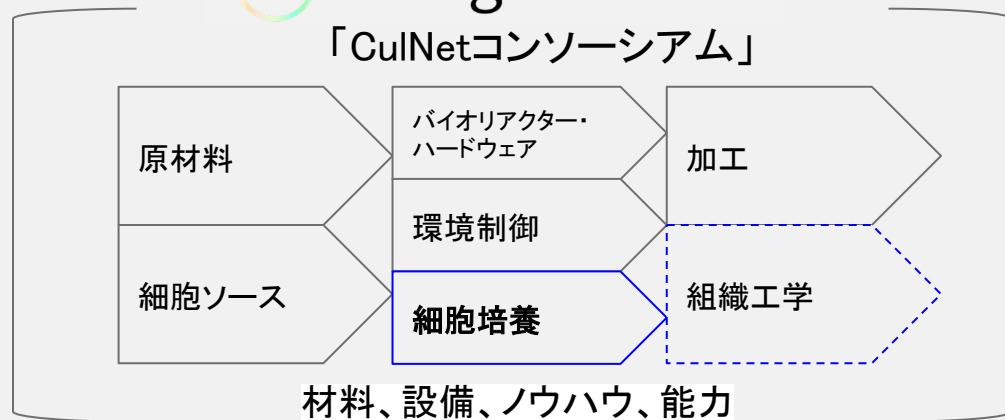 「CulNetコンソーシアム」
原材料
バイオリアクター・
ハードウェア
加工
環境制御
細胞ソース
細胞培養
組織工学
材料、設備、ノウハウ、能力